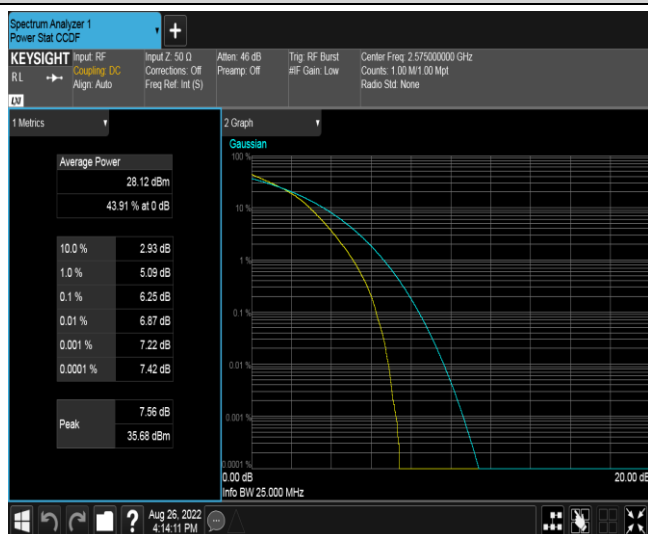 Spectrum Analyzer 1
Power Stat CCDF
+
KEYSIGHT
RL
LXI
Input: RF
Coupling: DC
Align: Auto
Input Z: 50 Ω
Corrections: Off
Freq Ref: Int (S)
Atten: 46 dB
Preamp: Off
Trig: RF Burst
#IF Gain: Low
Center Freq: 2.575000000 GHz
Counts: 1.00 M/1.00 Mpt
Radio Std: None
1 Metrics
Average Power
28.12 dBm
43.91 % at 0 dB
10.0 % 2.93 dB
1.0 % 5.09 dB
0.1 % 6.25 dB
0.01 % 6.87 dB
0.001 % 7.22 dB
0.0001 % 7.42 dB
Peak
7.56 dB
35.68 dBm
2 Graph
Gaussian
100 %
10 %
1 %
0.1 %
0.01 %
0.001 %
0.0001 %
0.00 dB 20.00 dB
Info BW 25.000 MHz
?
Aug 26, 2022
4:14:11 PM